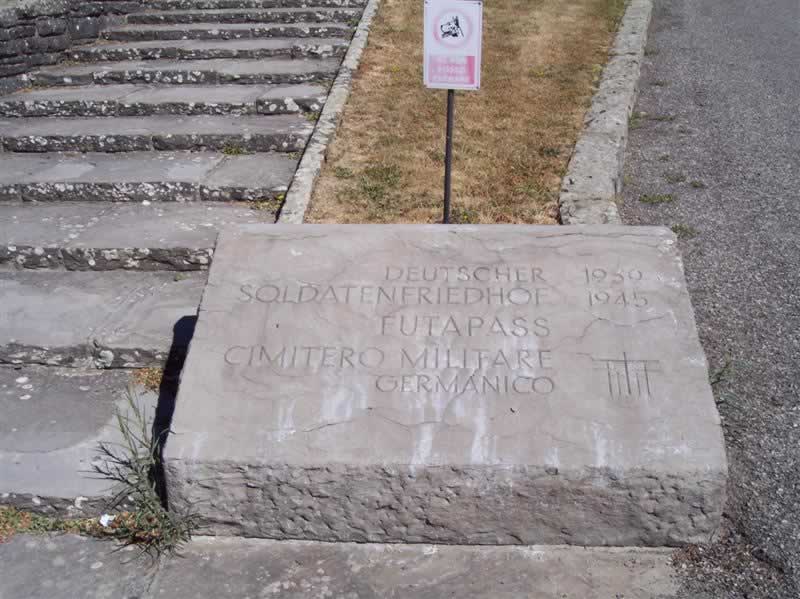 DEUTSCHER 1939
SOLDATENFRIEDHOF 1945
FUTAPASS
CIMITERO MILITARE
GERMANICO